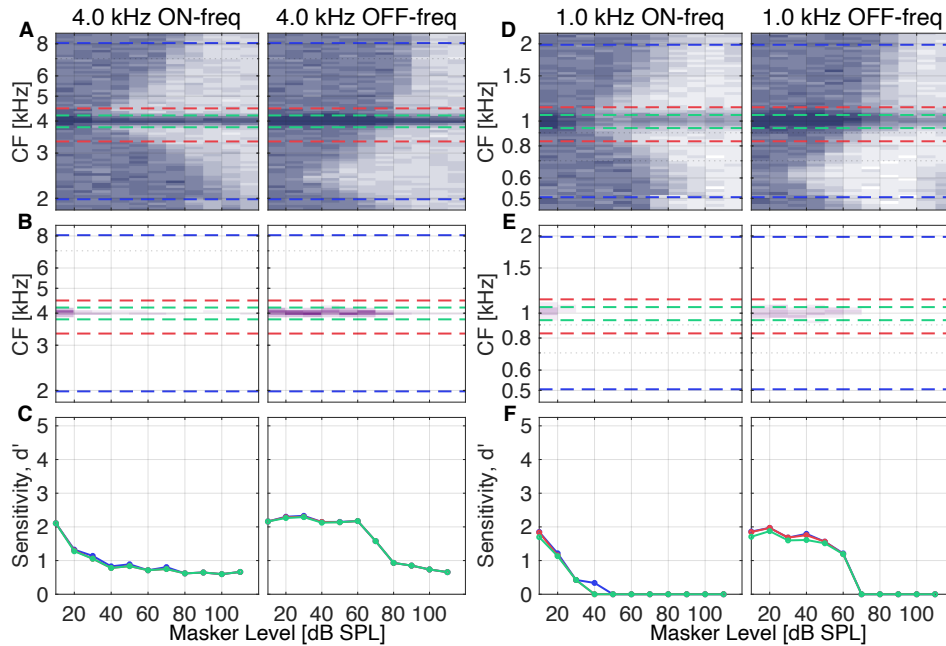 4.0 kHz ON-freq 4.0 kHz OFF-freq 1.0 kHz ON-freq 1.0 kHz OFF-freq
A
CF [kHz]
8
6
5
4
3
2
D
CF [kHz]
2
1.5
1
0.8
0.6
0.5
B
CF [kHz]
8
6
5
4
3
2
E
CF [kHz]
2
1.5
1
0.8
0.6
0.5
C
Sensitivity, d'
5
4
3
2
1
0
20 40 60 80 100
20 40 60 80 100
Masker Level [dB SPL]
F
5
4
3
2
1
0
Sensitivity, d'
20 40 60 80 100
20 40 60 80 100
Masker Level [dB SPL]